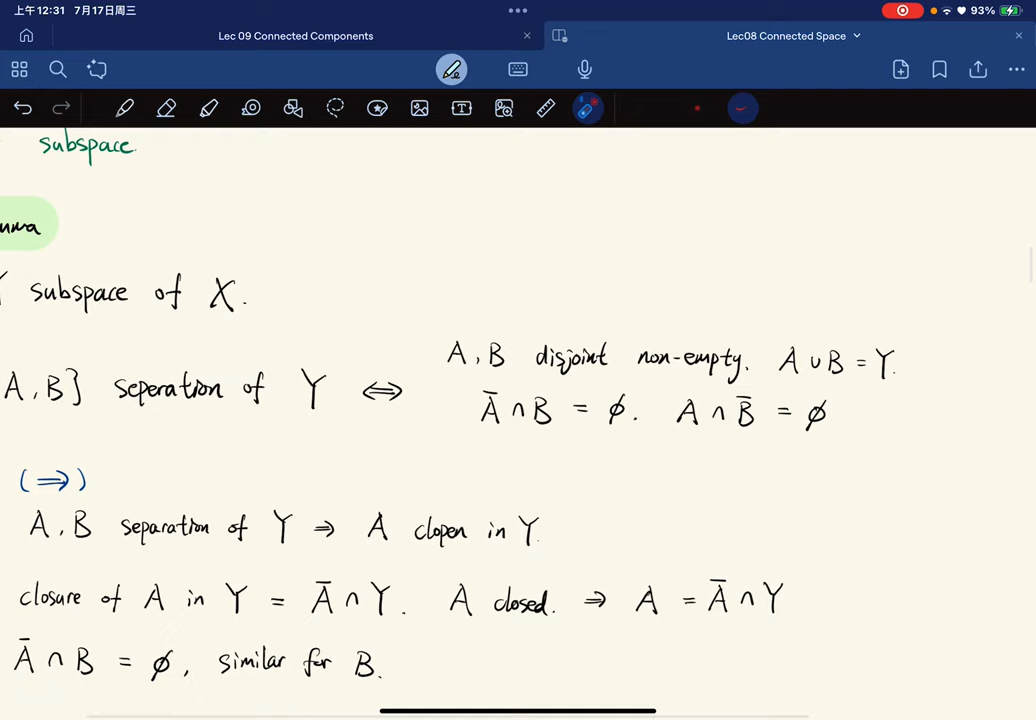 上午12:31 7月17日周三
93%
Lec 09 Connected Components
Lec08 Connected Space
subspace.
subspace of X.
A, B} seperation of Y ⟺
A, B disjoint non-empty. A ∪ B = Y.
Ā ∩ B = ∅. A ∩ B̄ = ∅
(⇒)
A, B separation of Y ⇒ A clopen in Y.
closure of A in Y = Ā ∩ Y. A closed. ⇒ A = Ā ∩ Y
Ā ∩ B = ∅, similar for B.